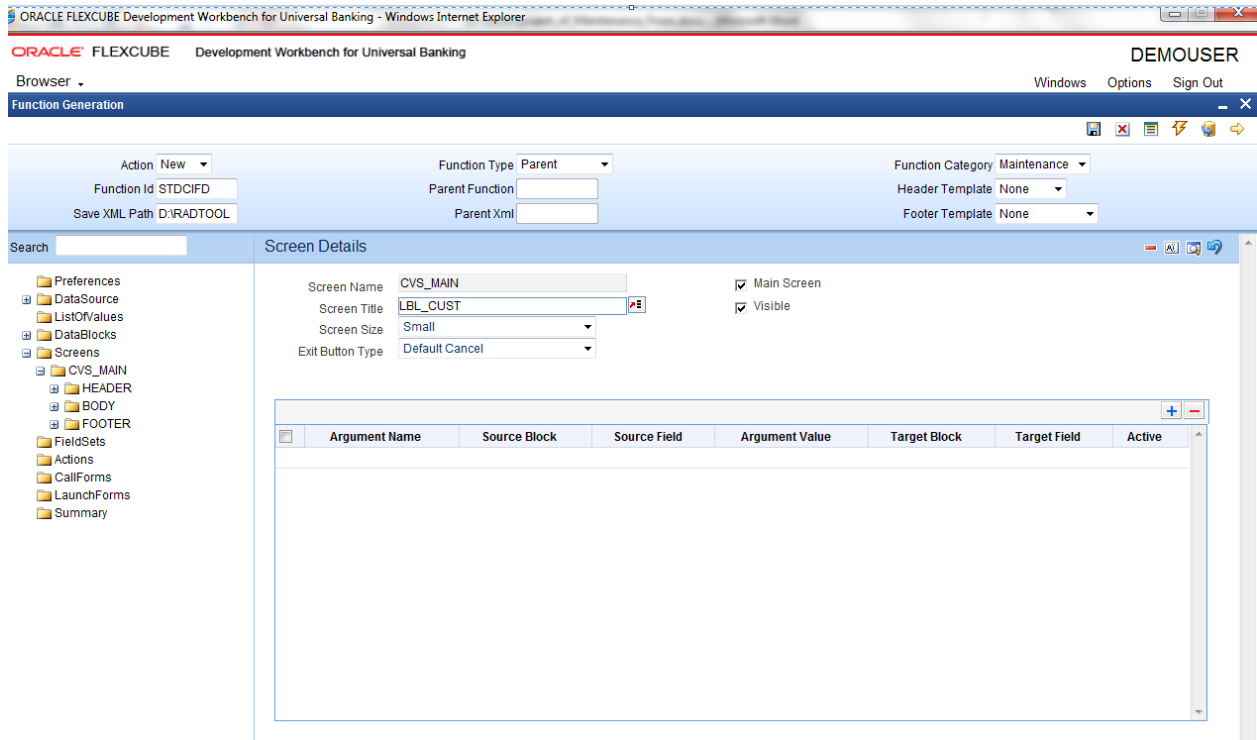 ORACLE FLEXCUBE Development Workbench for Universal Banking - Windows Internet Explorer
ORACLE FLEXCUBE Development Workbench for Universal Banking
DEMOUSER
Browser
Windows Options Sign Out
Function Generation
Action New Function Type Parent Function Category Maintenance
Function Id STDCIFD Parent Function Header Template None
Save XML Path D:\RADTOOL Parent Xml Footer Template None
Search
Screen Details
Preferences
DataSource
ListOfValues
DataBlocks
Screens
CVS_MAIN
HEADER
BODY
FOOTER
FieldSets
Actions
CallForms
LaunchForms
Summary
Screen Name CVS_MAIN Main Screen
Screen Title LBL_CUST Visible
Screen Size Small
Exit Button Type Default Cancel
Argument Name Source Block Source Field Argument Value Target Block Target Field Active